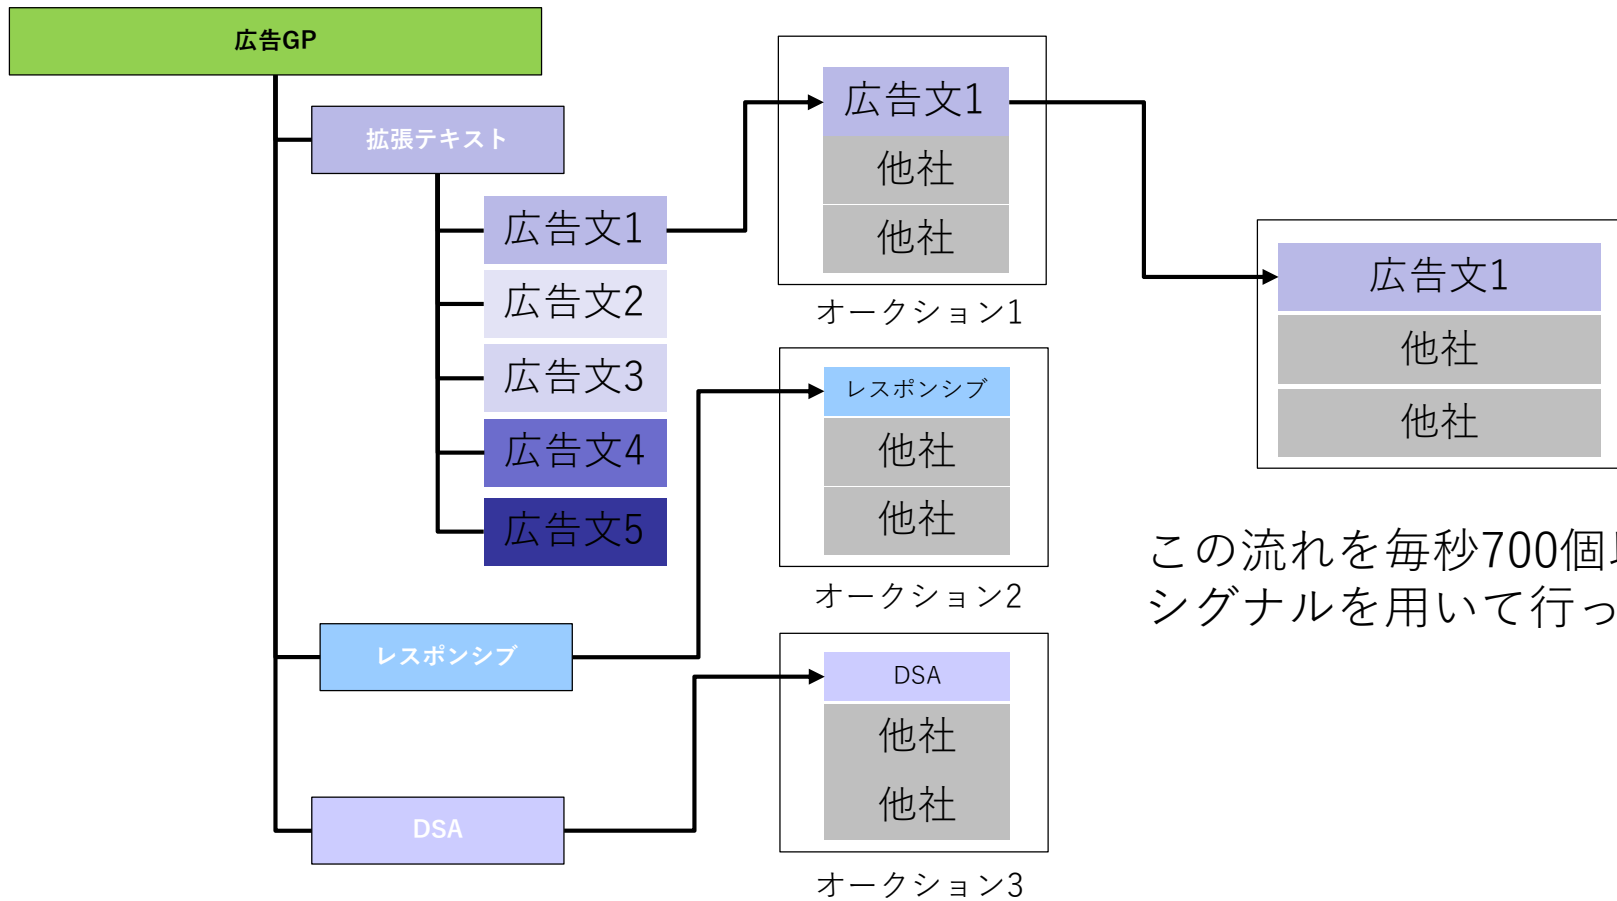 広告GP
拡張テキスト
広告文1
広告文2
広告文3
広告文4
広告文5
レスポンシブ
DSA
広告文1
他社
他社
オークション1
レスポンシブ
他社
他社
オークション2
DSA
他社
他社
オークション3
広告文1
他社
他社
この流れを毎秒700個
シグナルを用いて行っ